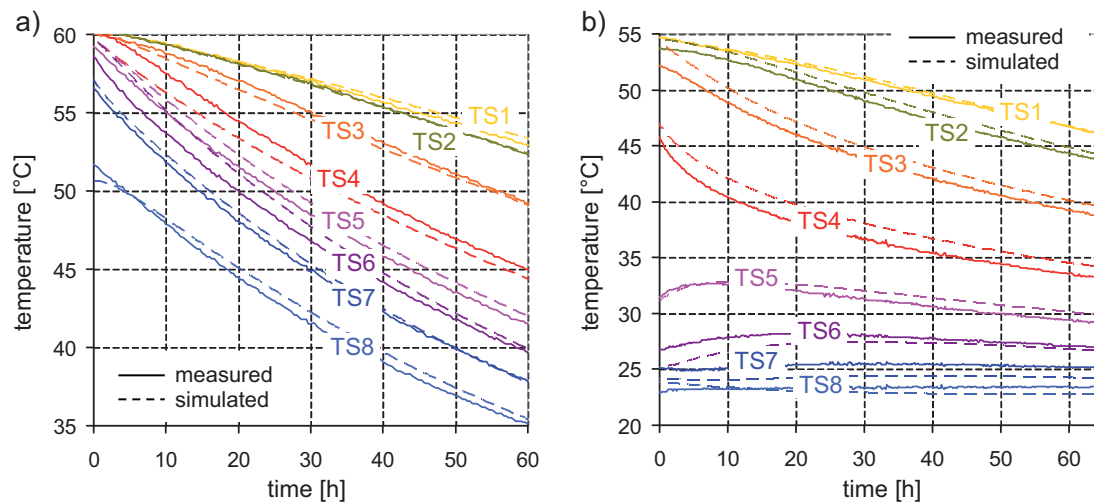 a)
temperature [°C]
60
55
50
45
40
35
TS1
TS2
TS3
TS4
TS5
TS6
TS7
TS8
measured
simulated
0 10 20 30 40 50 60
time [h]
b)
temperature [°C]
55
50
45
40
35
30
25
20
measured
simulated
TS1
TS2
TS3
TS4
TS5
TS6
TS7
TS8
0 10 20 30 40 50 60
time [h]